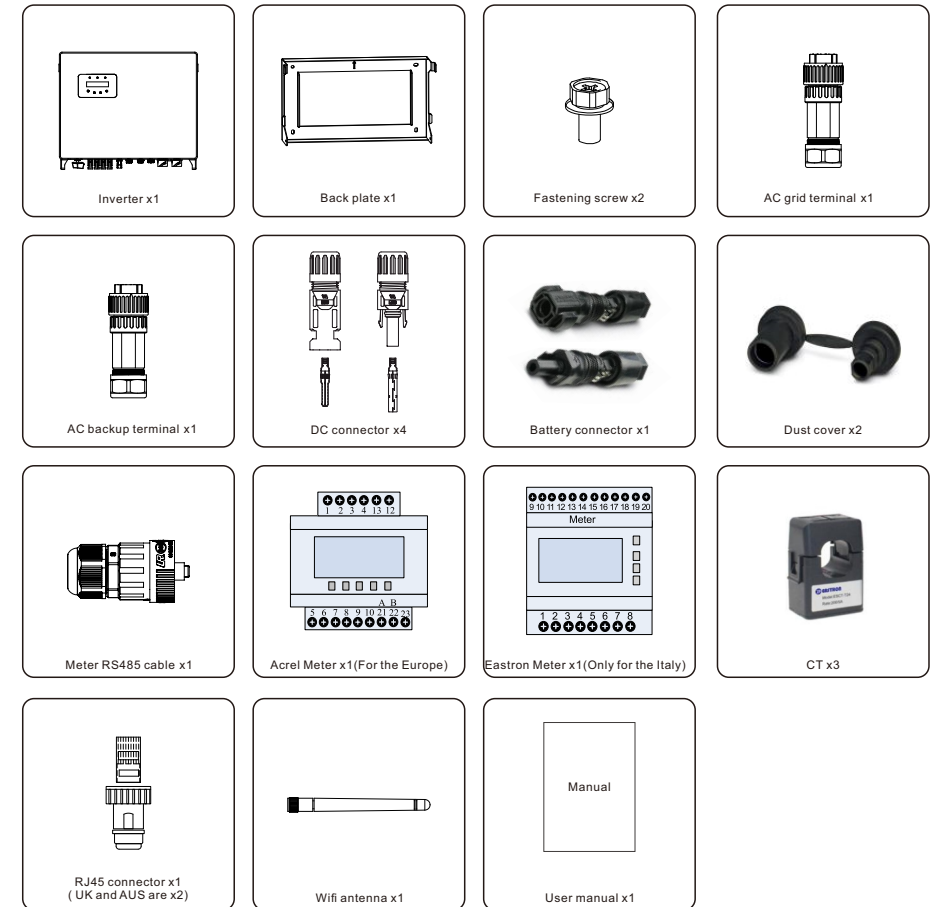 Inverter x1
Back plate x1
Fastening screw x2
AC grid terminal x1
AC backup terminal x1
DC connector x4
Battery connector x1
Dust cover x2
Meter RS485 cable x1
1 2 3 4 13 12
A B
5 6 7 8 9 10 21 22 23
Acrel Meter x1(For the Europe)
9 10 11 12 13 14 15 16 17 18 19 20
Meter
1 2 3 4 5 6 7 8
Eastron Meter x1(Only for the Italy)
EASTRON
CT x3
RJ45 connector x1
( UK and AUS are x2)
Wifi antenna x1
Manual
User manual x1